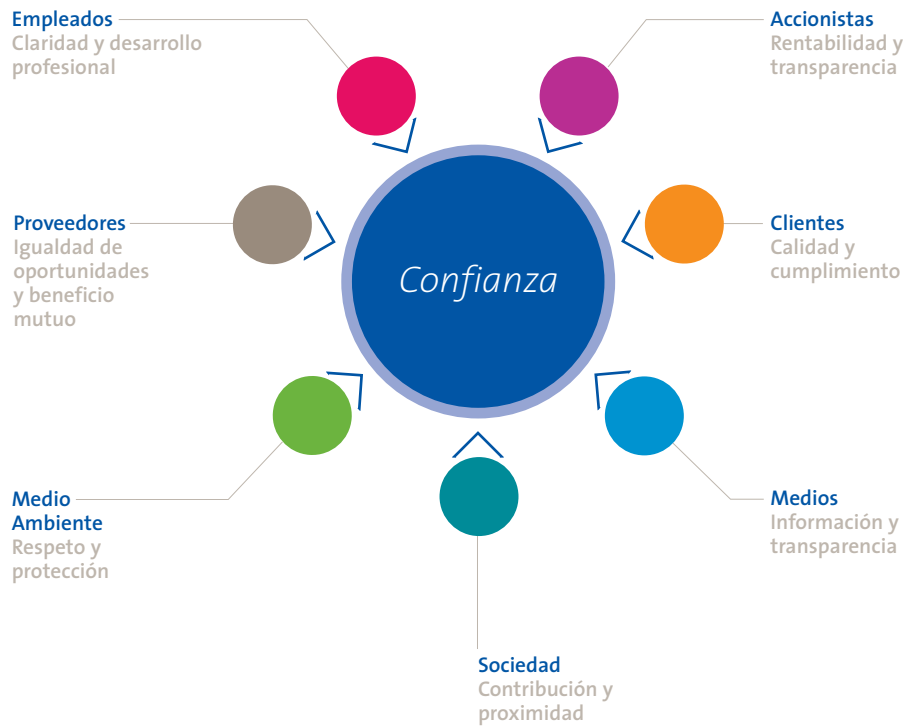 Empleados
Claridad y desarrollo
profesional
Accionistas
Rentabilidad y
transparencia
Proveedores
Igualdad de
oportunidades
y beneficio
mutuo
Confianza
Clientes
Calidad y
cumplimiento
Medio
Ambiente
Respeto y
protección
Medios
Información y
transparencia
Sociedad
Contribución y
proximidad